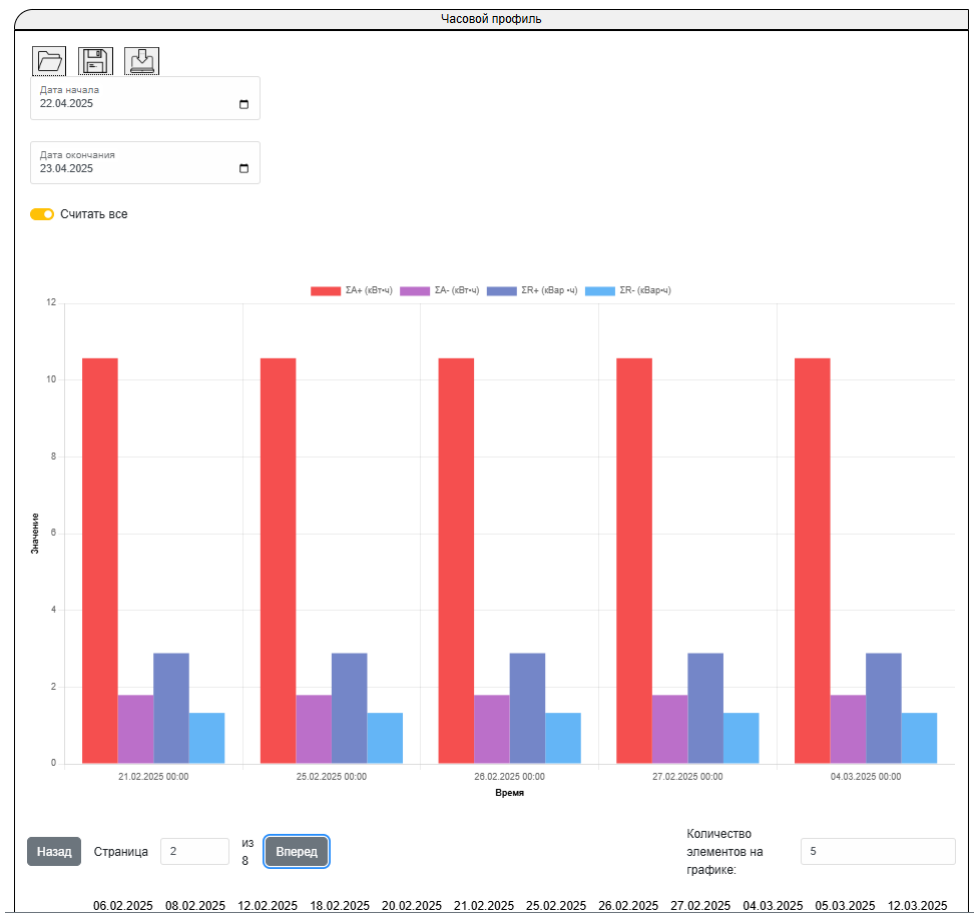 Часовой профиль
Дата начала
22.04.2025
Дата окончания
23.04.2025
Считать все
ΣA+ (кВт•ч) ΣA- (кВт•ч) ΣR+ (кВар •ч) ΣR- (кВар•ч)
12
10
8
6
4
2
0
Значение
21.02.2025 00:00 25.02.2025 00:00 26.02.2025 00:00 27.02.2025 00:00 04.03.2025 00:00
Время
Назад Страница 2 из 8 Вперед
Количество
элементов на
графике:
5
06.02.2025 08.02.2025 12.02.2025 18.02.2025 20.02.2025 21.02.2025 25.02.2025 26.02.2025 27.02.2025 04.03.2025 05.03.2025 12.03.2025